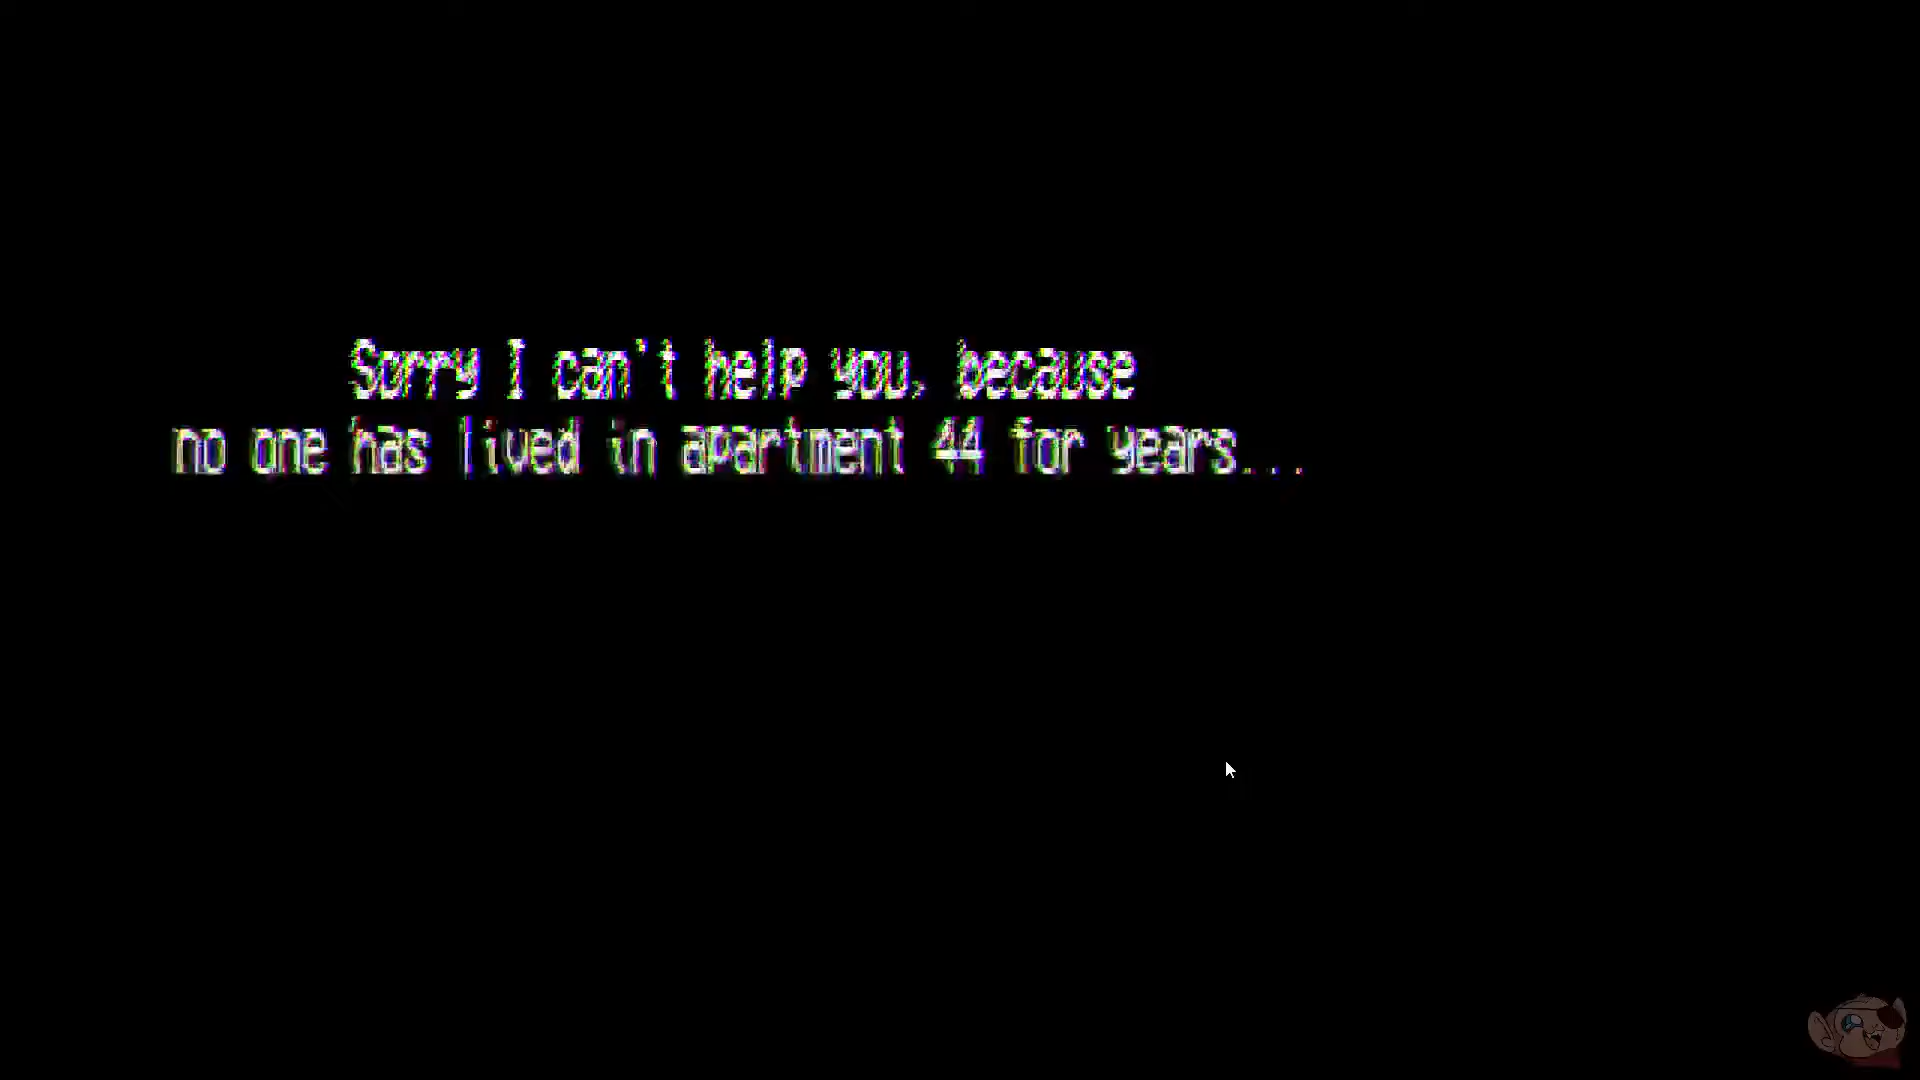 Sorry I can't help you, because
no one has lived in apartment 44 for years...